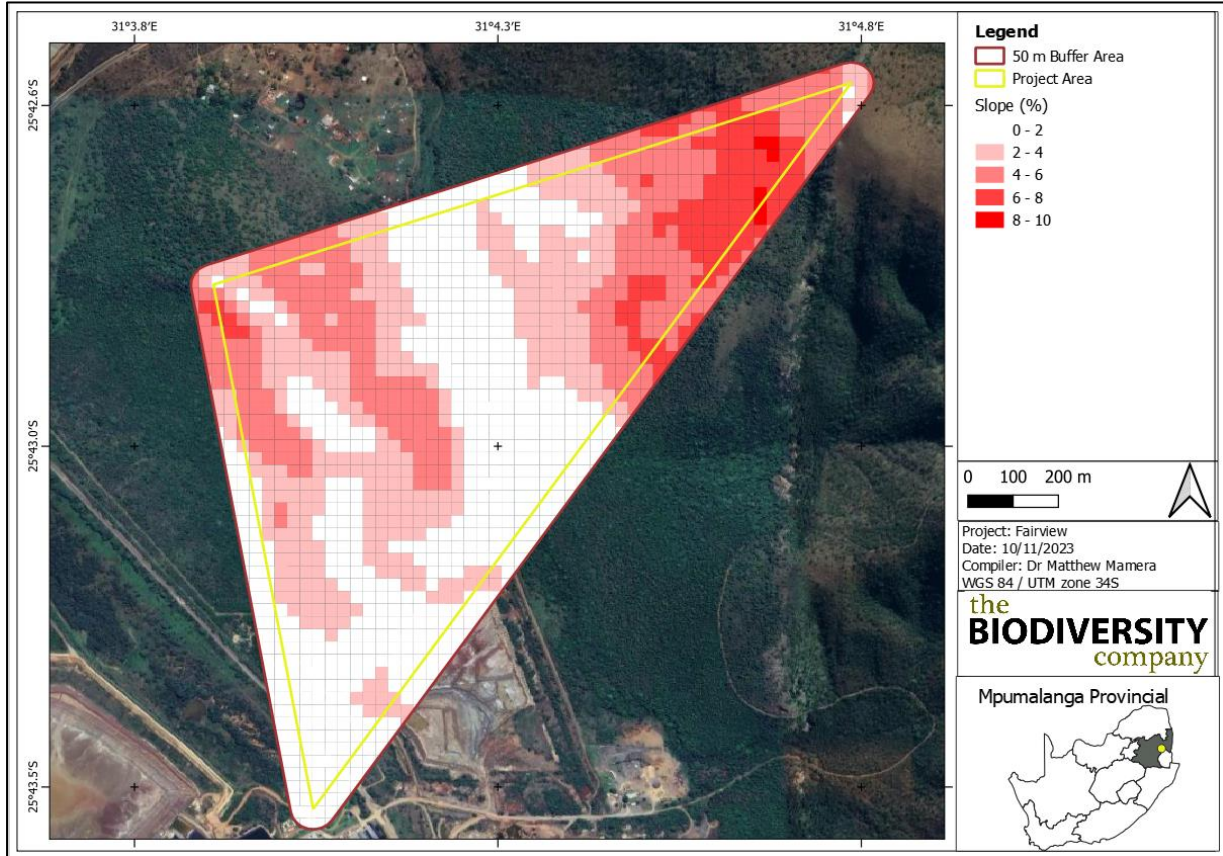 31°3.8'E
31°4.3'E
31°4.8'E
25°42.6'S
25°43.0'S
25°43.5'S
Legend
50 m Buffer Area
Project Area
Slope (%)
0 - 2
2 - 4
4 - 6
6 - 8
8 - 10
0 100 200 m
Project: Fairview
Date: 10/11/2023
Compiler: Dr Matthew Mamera
WGS 84 / UTM zone 34S
the
BIODIVERSITY
company
Mpumalanga Provincial